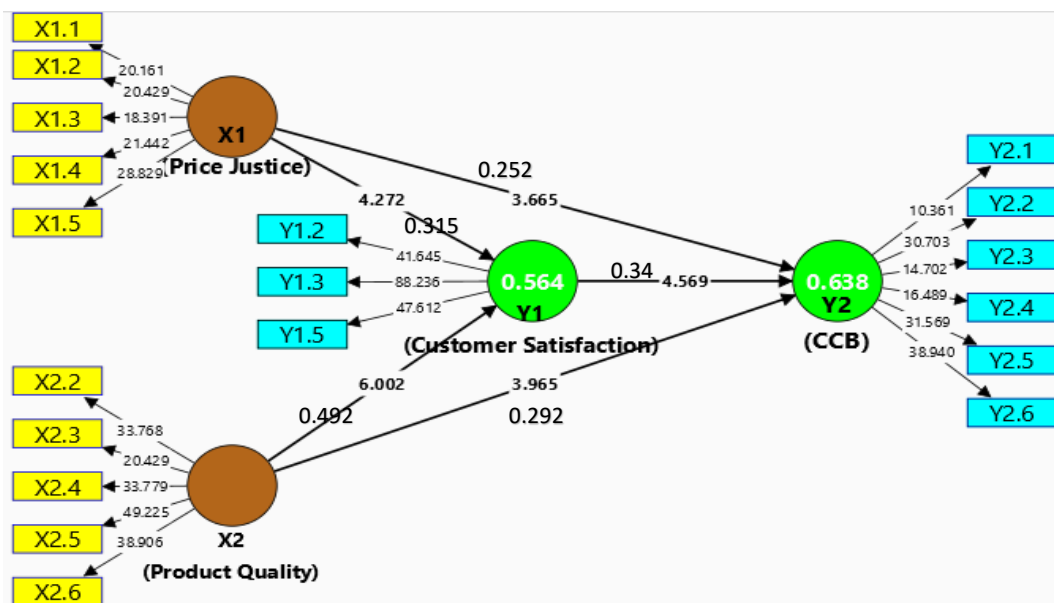 X1.1
X1.2
X1.3
X1.4
X1.5
20.161
20.429
18.391
21.442
28.829
X1
(Price Justice)
0.252
3.665
4.272
0.315
Y1.2
Y1.3
Y1.5
41.645
88.236
47.612
0.564
Y1
(Customer Satisfaction)
0.34
4.569
0.638
Y2
(CCB)
10.361
30.703
14.702
16.489
31.569
38.940
Y2.1
Y2.2
Y2.3
Y2.4
Y2.5
Y2.6
6.002
0.492
3.965
0.292
X2.2
X2.3
X2.4
X2.5
X2.6
33.768
20.429
33.779
49.225
38.906
X2
(Product Quality)